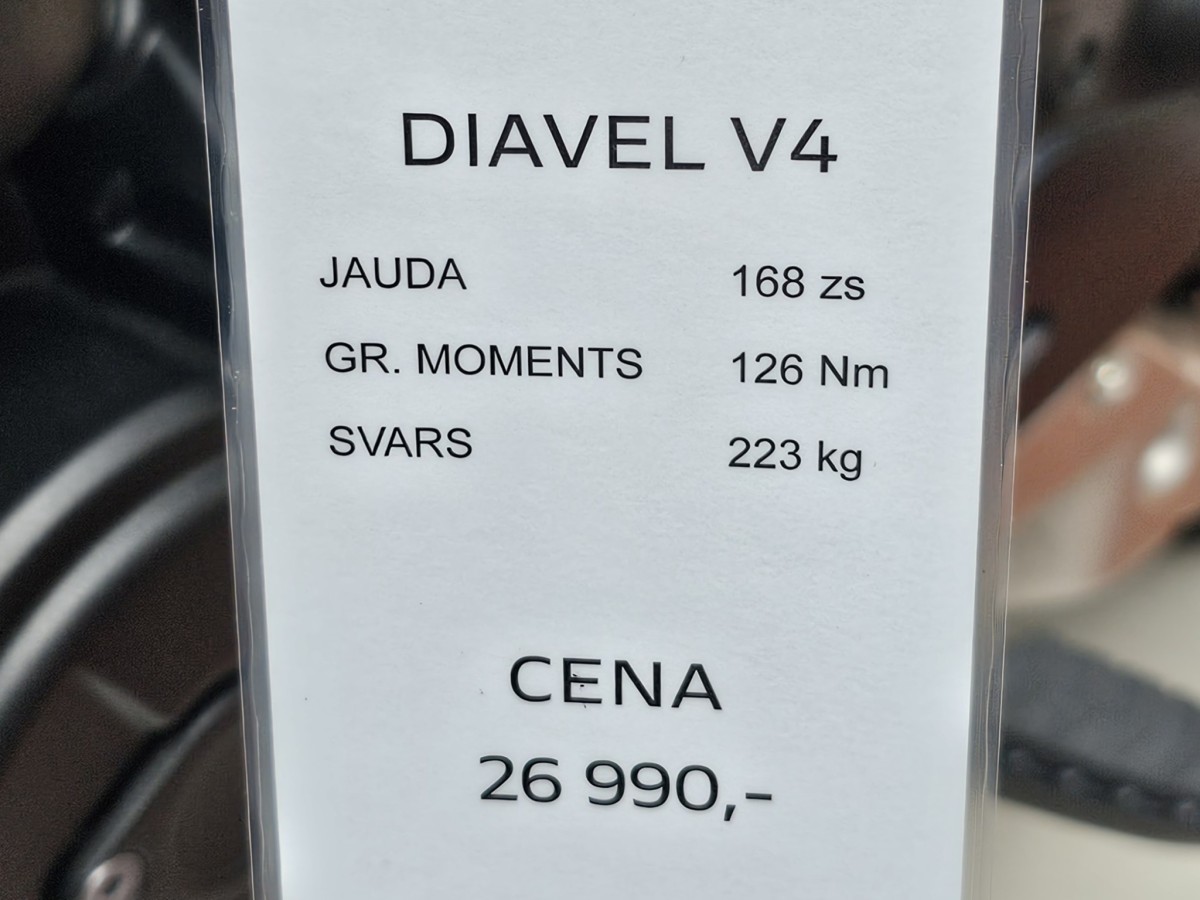 DIAVEL V4
JAUDA 168 zs
GR. MOMENTS 126 Nm
SVARS 223 kg
CENA
26 990,-